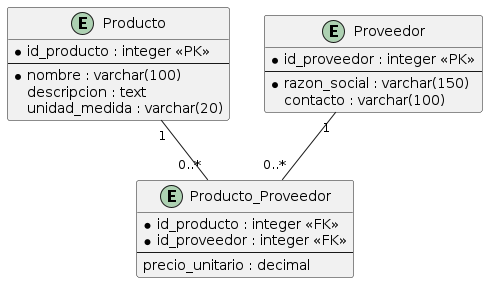 E Producto
id_producto : integer «PK»
nombre : varchar(100)
descripcion : text
unidad_medida : varchar(20)
E Proveedor
id_proveedor : integer «PK»
razon_social : varchar(150)
contacto : varchar(100)
1
1
0..*
0..*
E Producto_Proveedor
id_producto : integer «FK»
id_proveedor : integer «FK»
precio_unitario : decimal